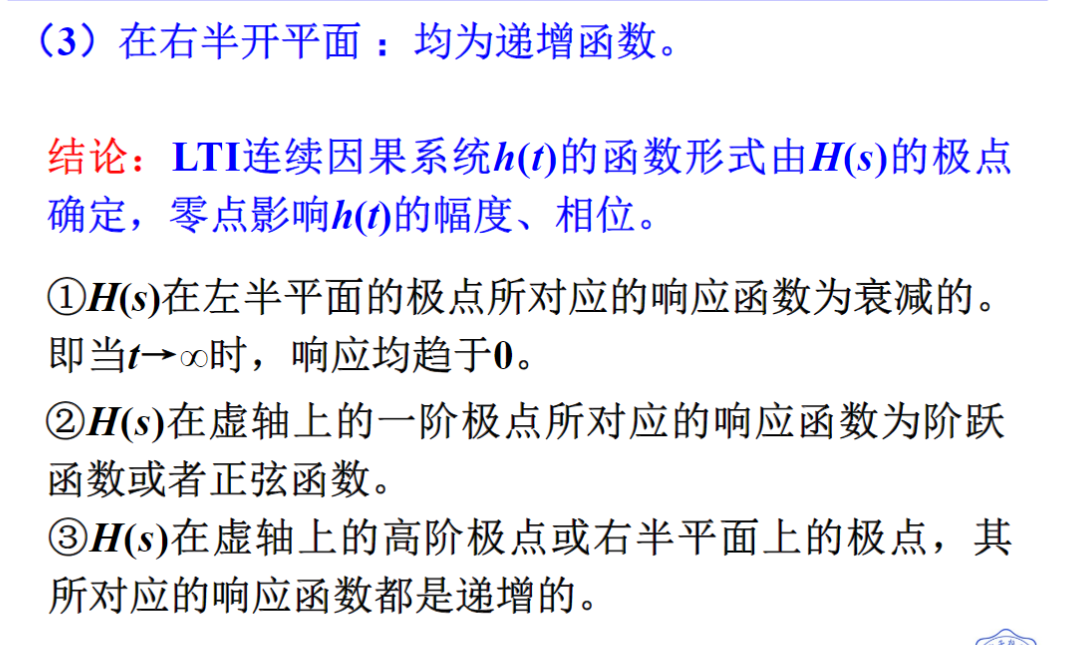 （3）在右半开平面 ：均为递增函数。
结论：LTI连续因果系统h(t)的函数形式由H(s)的极点
确定，零点影响h(t)的幅度、相位。
①H(s)在左半平面的极点所对应的响应函数为衰减的。
即当t→∞时，响应均趋于0。
②H(s)在虚轴上的一阶极点所对应的响应函数为阶跃
函数或者正弦函数。
③H(s)在虚轴上的高阶极点或右半平面上的极点，其
所对应的响应函数都是递增的。